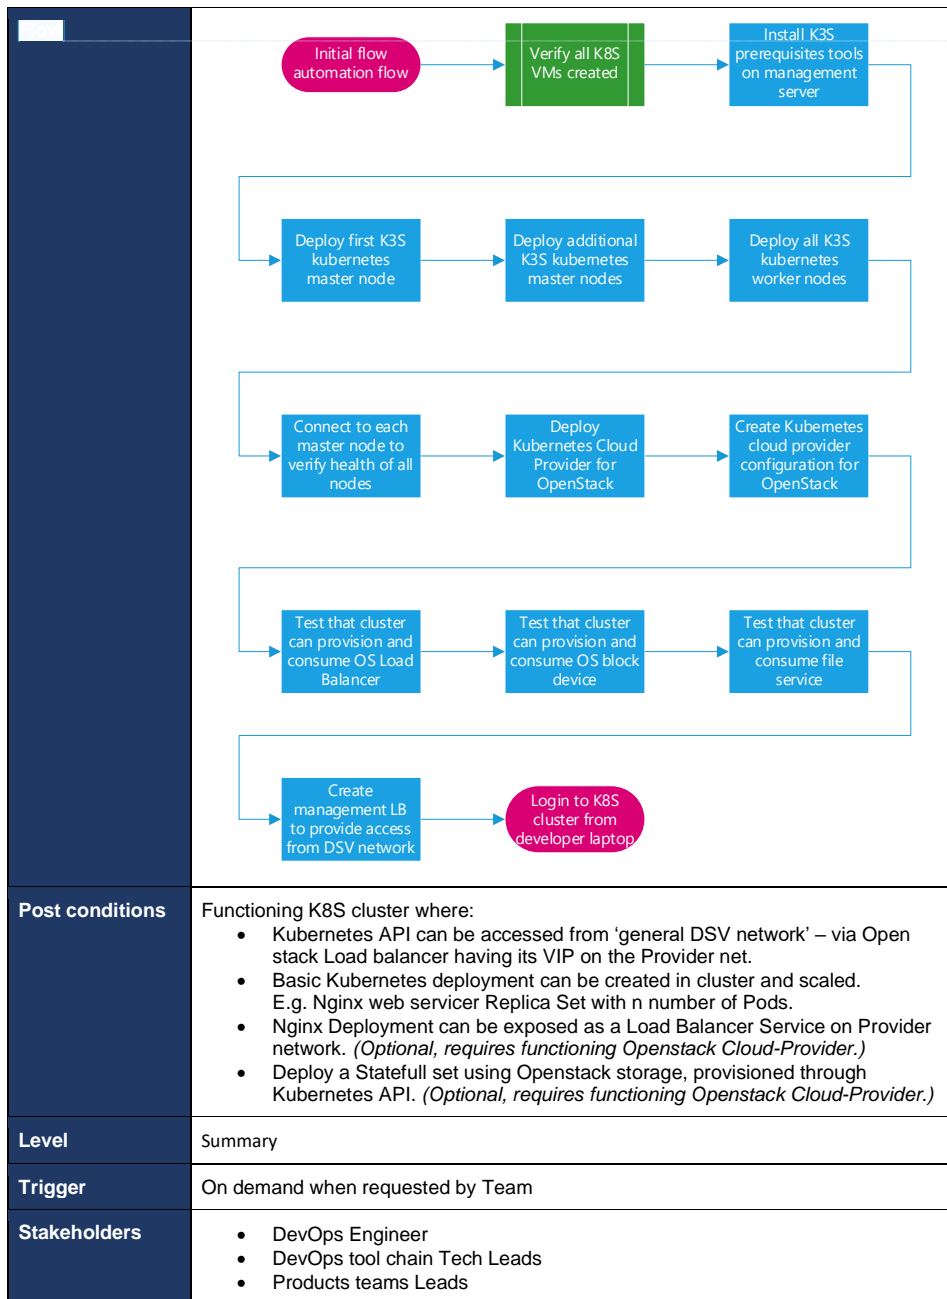 Initial flow
automation flow
Verify all K8S
VMs created
Install K3S
prerequisites tools
on management
server
Deploy first K3S
kubernetes
master node
Deploy additional
K3S kubernetes
master nodes
Deploy all K3S
kubernetes
worker nodes
Connect to each
master node to
verify health of all
nodes
Deploy
Kubernetes Cloud
Provider for
OpenStack
Create Kubernetes
cloud provider
configuration for
OpenStack
Test that cluster
can provision and
consume OS Load
Balancer
Test that cluster
can provision and
consume OS block
device
Test that cluster
can provision and
consume file
service
Create
management LB
to provide access
from DSV network
Login to K8S
cluster from
developer laptop
Post conditions
Functioning K8S cluster where:
• Kubernetes API can be accessed from ‘general DSV network’ – via Open
stack Load balancer having its VIP on the Provider net.
• Basic Kubernetes deployment can be created in cluster and scaled.
E.g. Nginx web servicer Replica Set with n number of Pods.
• Nginx Deployment can be exposed as a Load Balancer Service on Provider
network. (Optional, requires functioning Openstack Cloud-Provider.)
• Deploy a Statefull set using Openstack storage, provisioned through
Kubernetes API. (Optional, requires functioning Openstack Cloud-Provider.)
Level
Summary
Trigger
On demand when requested by Team
Stakeholders
• DevOps Engineer
• DevOps tool chain Tech Leads
• Products teams Leads